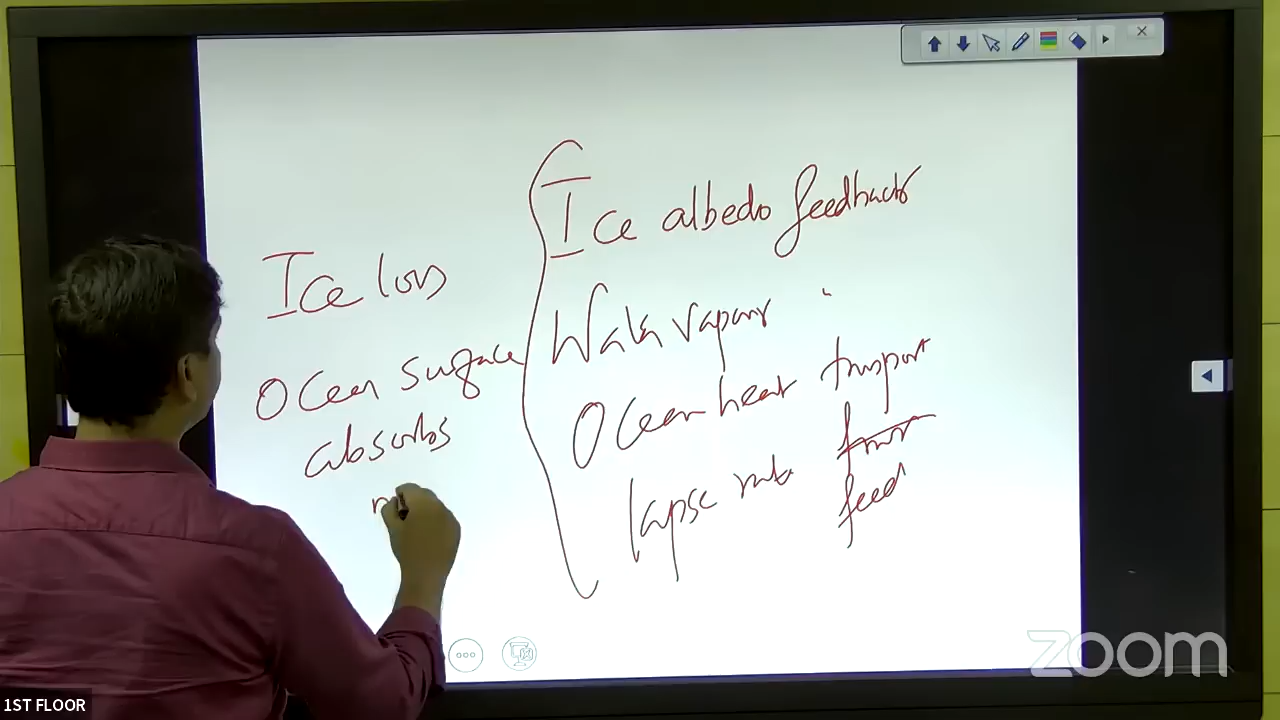 Ice albedo feedback
Ice loss
Water vapour
Ocean surface
Ocean heat transport
absorbs
lapse rate
feed
zoom
1ST FLOOR